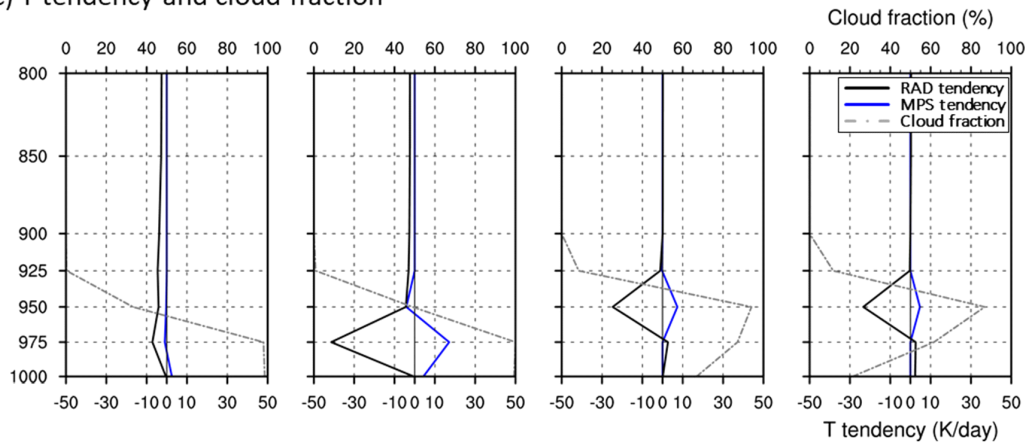 T tendency and cloud fraction
Cloud fraction (%)
0 20 40 60 80 100 0 20 40 60 80 100 0 20 40 60 80 100 0 20 40 60 80 100
800
RAD tendency
MPS tendency
Cloud fraction
850
900
925
950
975
1000
-50 -30 -10 0 10 30 50 -50 -30 -10 0 10 30 50 -50 -30 -10 0 10 30 50 -50 -30 -10 0 10 30 50
T tendency (K/day)